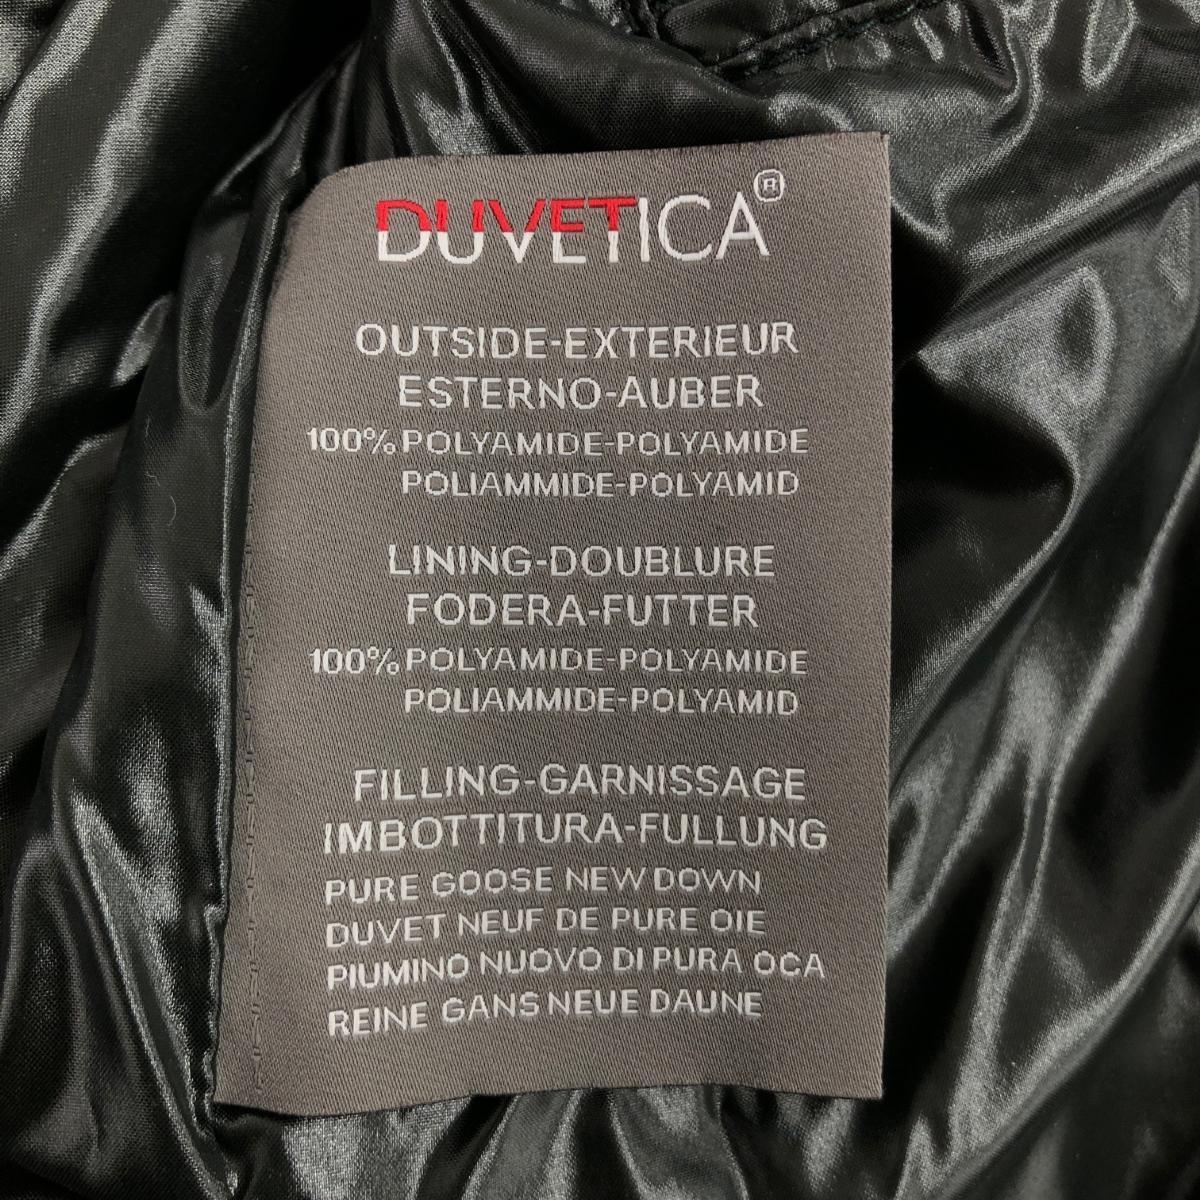 DUVETICA®
OUTSIDE-EXTERIEUR
ESTERNO-AUBER
100% POLYAMIDE-POLYAMIDE
POLIAMMIDE-POLYAMID
LINING-DOUBLURE
FODERA-FUTTER
100% POLYAMIDE-POLYAMIDE
POLIAMMIDE-POLYAMID
FILLING-GARNISSAGE
IMBOTTITURA-FULLUNG
PURE GOOSE NEW DOWN
DUVET NEUF DE PURE OIE
PIUMINO NUOVO DI PURA OCA
REINE GANS NEUE DAUNE